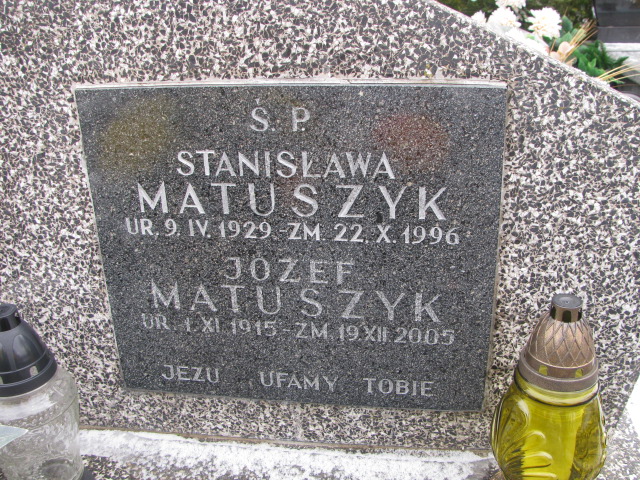 Ś. P.
STANISŁAWA
MATUSZYK
UR. 9. IV. 1929 - ZM. 22. X. 1996
JÓZEF
MATUSZYK
UR. 1. XI 1915 - ZM. 19 XII 2005
JEZU UFAMY TOBIE